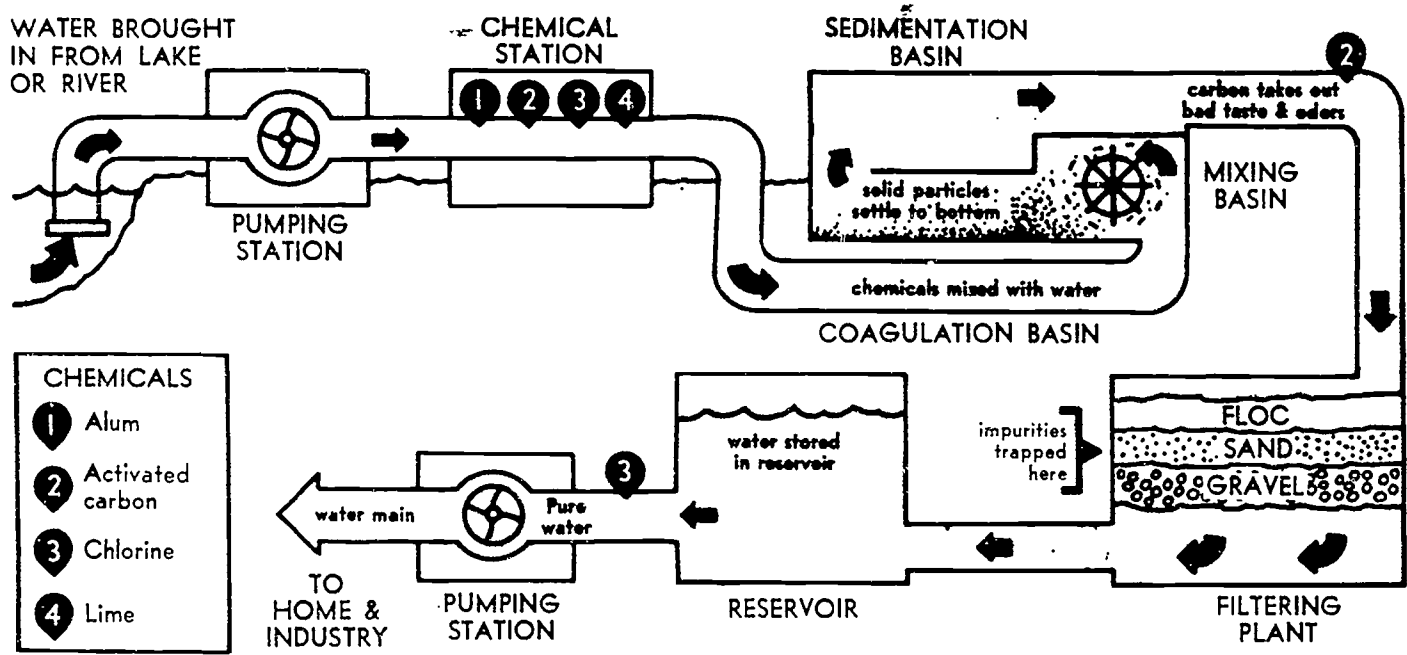 WATER BROUGHT
IN FROM LAKE
OR RIVER
PUMPING
STATION
CHEMICAL
STATION
1 2 3 4
SEDIMENTATION
BASIN
2
carbon takes out
bad taste & odors
solid particles
settle to bottom
MIXING
BASIN
chemicals mixed with water
COAGULATION BASIN
CHEMICALS
1 Alum
2 Activated
carbon
3 Chlorine
4 Lime
FLOC
SAND
GRAVEL
impurities
trapped
here
FILTERING
PLANT
water stored
in reservoir
RESERVOIR
3
Pure
water
PUMPING
STATION
water main
TO
HOME &
INDUSTRY